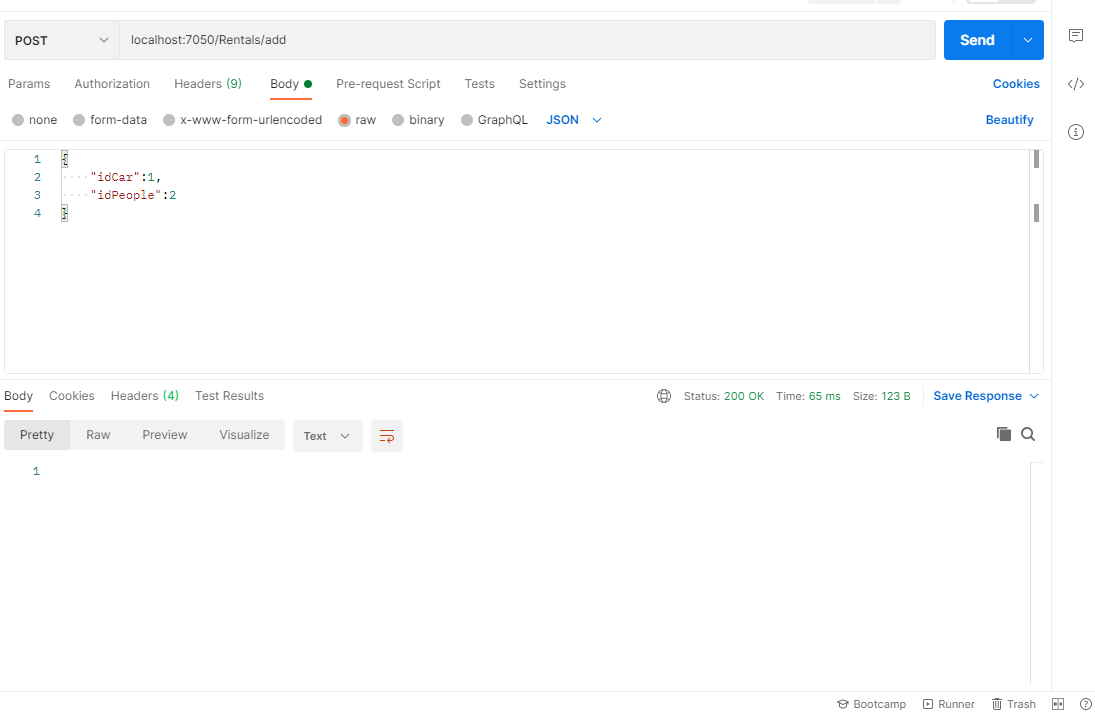 POST localhost:7050/Rentals/add Send
Params Authorization Headers (9) Body Pre-request Script Tests Settings Cookies
none form-data x-www-form-urlencoded raw binary GraphQL JSON Beautify
1 {
2 ····"idCar":1,
3 ····"idPeople":2
4 }
Body Cookies Headers (4) Test Results Status: 200 OK Time: 65 ms Size: 123 B Save Response
Pretty Raw Preview Visualize Text
1
Bootcamp Runner Trash